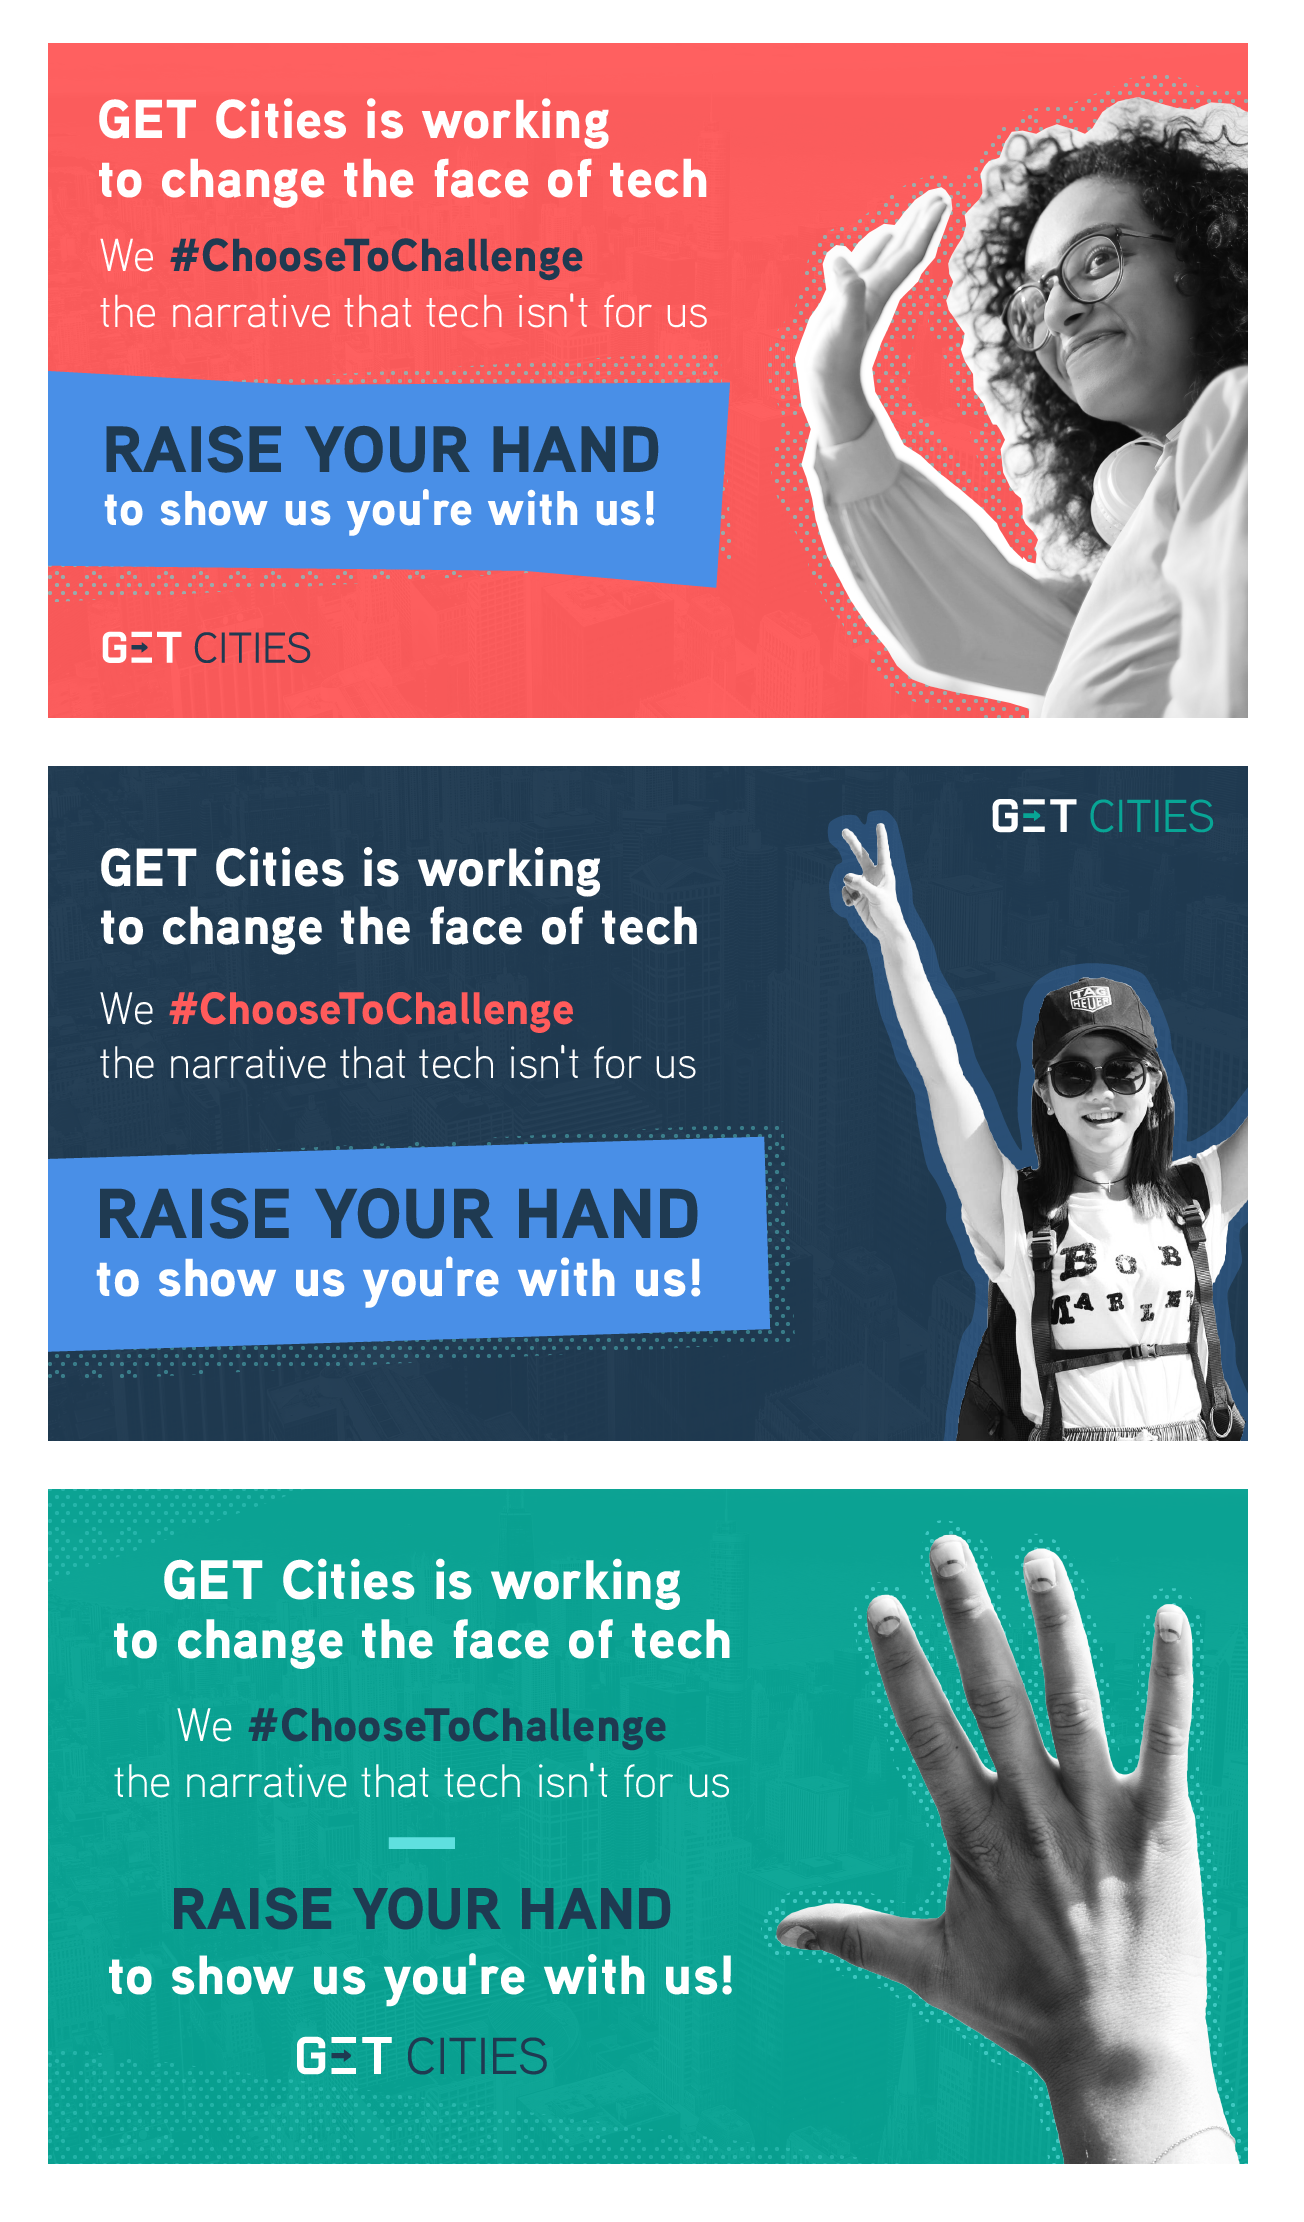 GET Cities is working
to change the face of tech
We #ChooseToChallenge
the narrative that tech isn't for us
RAISE YOUR HAND
to show us you're with us!
GET CITIES
GET CITIES
GET Cities is working
to change the face of tech
We #ChooseToChallenge
the narrative that tech isn't for us
TAG
HEUER
RAISE YOUR HAND
to show us you're with us!
BOB
MARLEY
GET Cities is working
to change the face of tech
We #ChooseToChallenge
the narrative that tech isn't for us
RAISE YOUR HAND
to show us you're with us!
GET CITIES